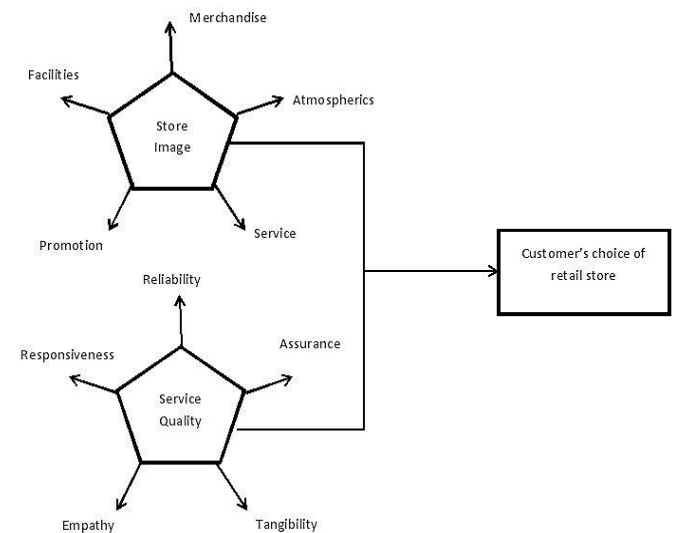 Merchandise
Facilities
Atmospherics
Store
Image
Service
Promotion
Customer's choice of
retail store
Reliability
Assurance
Responsiveness
Service
Quality
Empathy
Tangibility